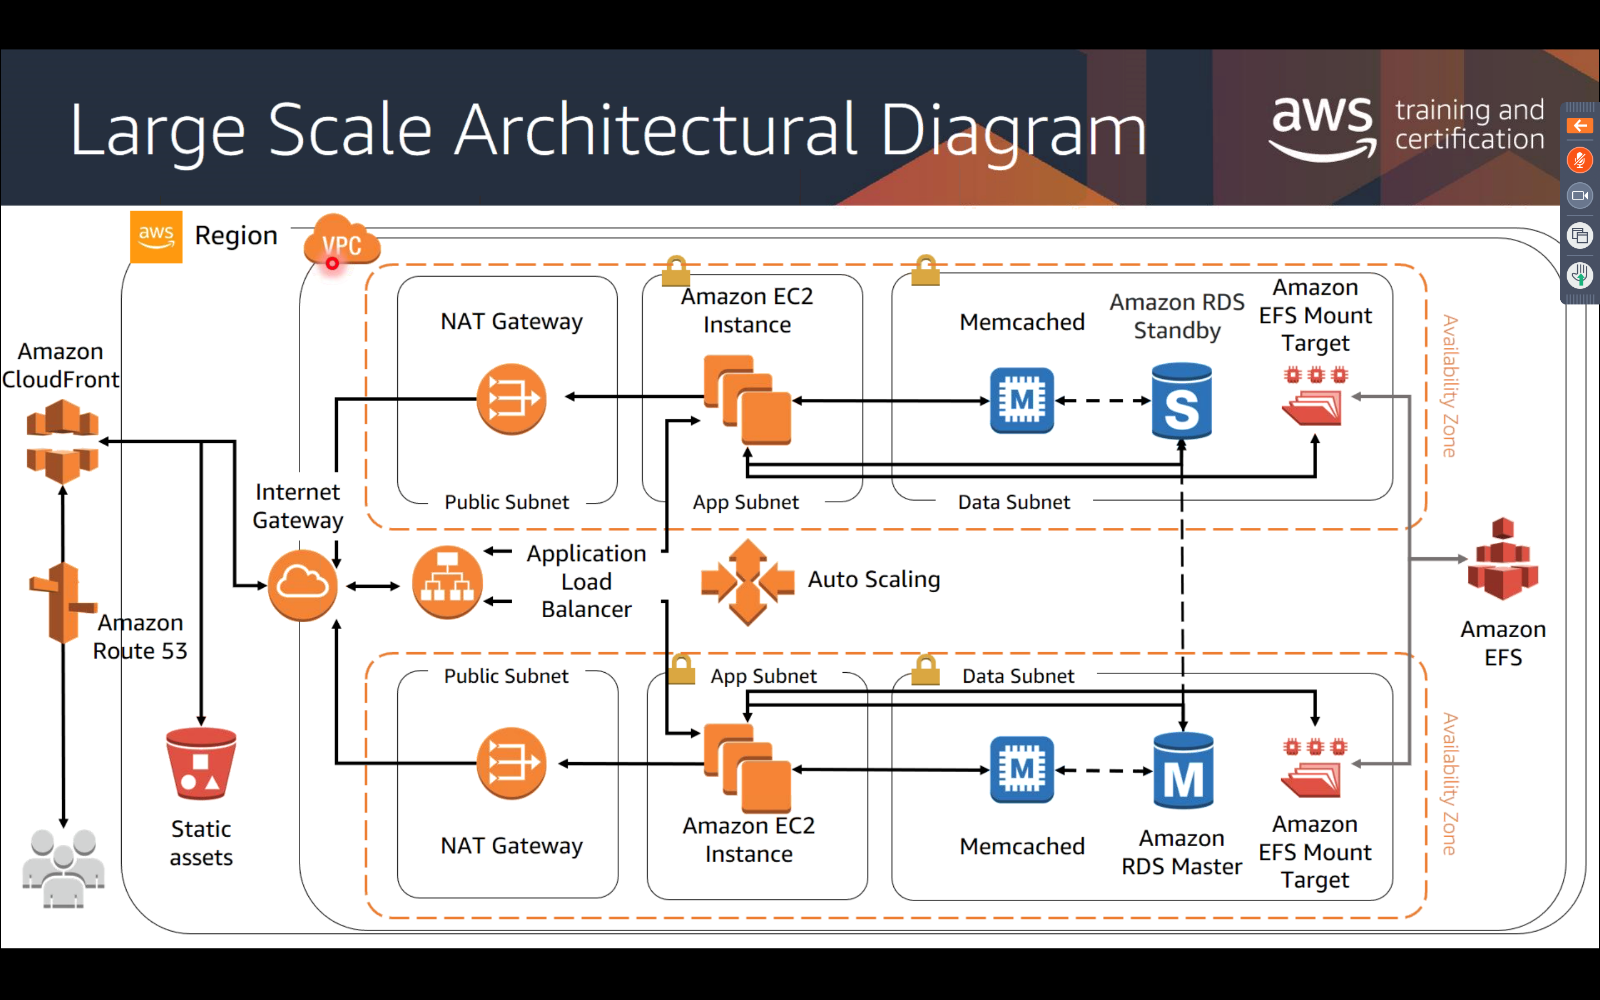 Large Scale Architectural Diagram
aws
training and
certification
aws
Region
VPC
Amazon
CloudFront
Amazon
Route 53
Static
assets
Internet
Gateway
NAT Gateway
Public Subnet
Amazon EC2
Instance
App Subnet
Memcached
M
Amazon RDS
Standby
S
Amazon
EFS Mount
Target
Data Subnet
Availability Zone
Application
Load
Balancer
Auto Scaling
Amazon
EFS
Public Subnet
NAT Gateway
App Subnet
Amazon EC2
Instance
Data Subnet
M
Memcached
M
Amazon
RDS Master
Amazon
EFS Mount
Target
Availability Zone